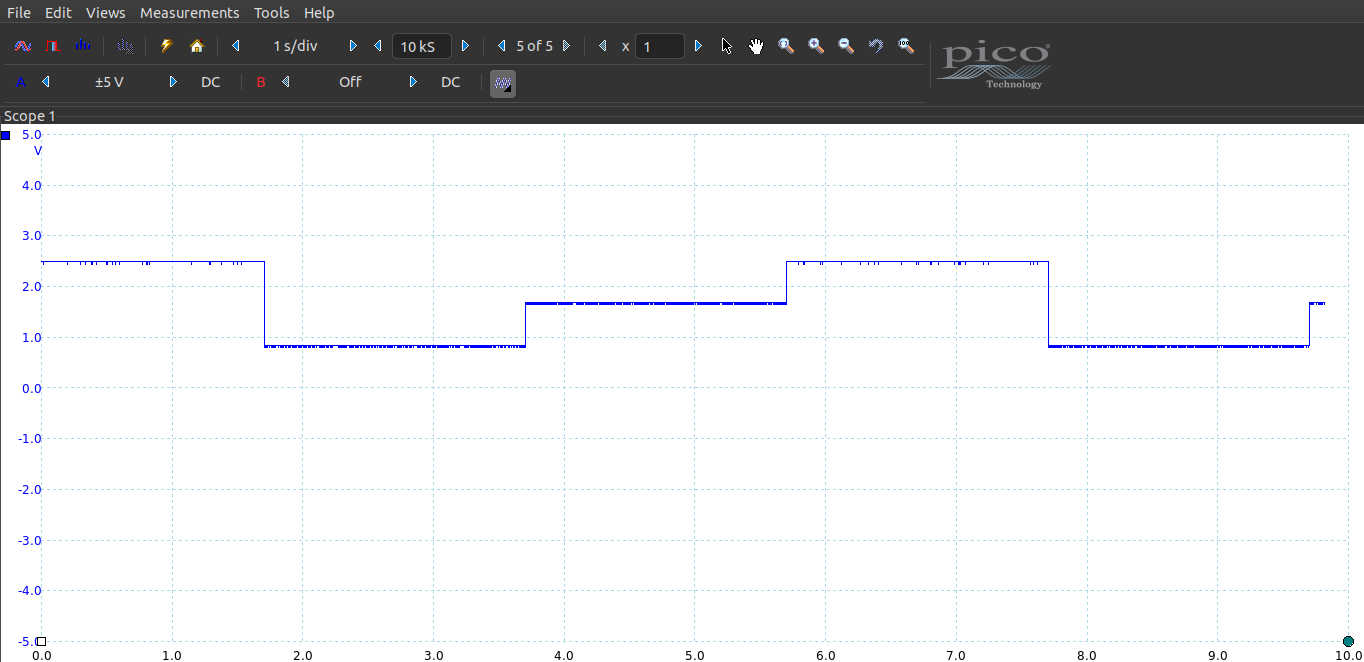 File Edit Views Measurements Tools Help
1 s/div 10 kS 5 of 5 x 1
pico
Technology
A ±5 V DC B Off DC
Scope 1
5.0
V
4.0
3.0
2.0
1.0
0.0
-1.0
-2.0
-3.0
-4.0
-5.0
0.0 1.0 2.0 3.0 4.0 5.0 6.0 7.0 8.0 9.0 10.0